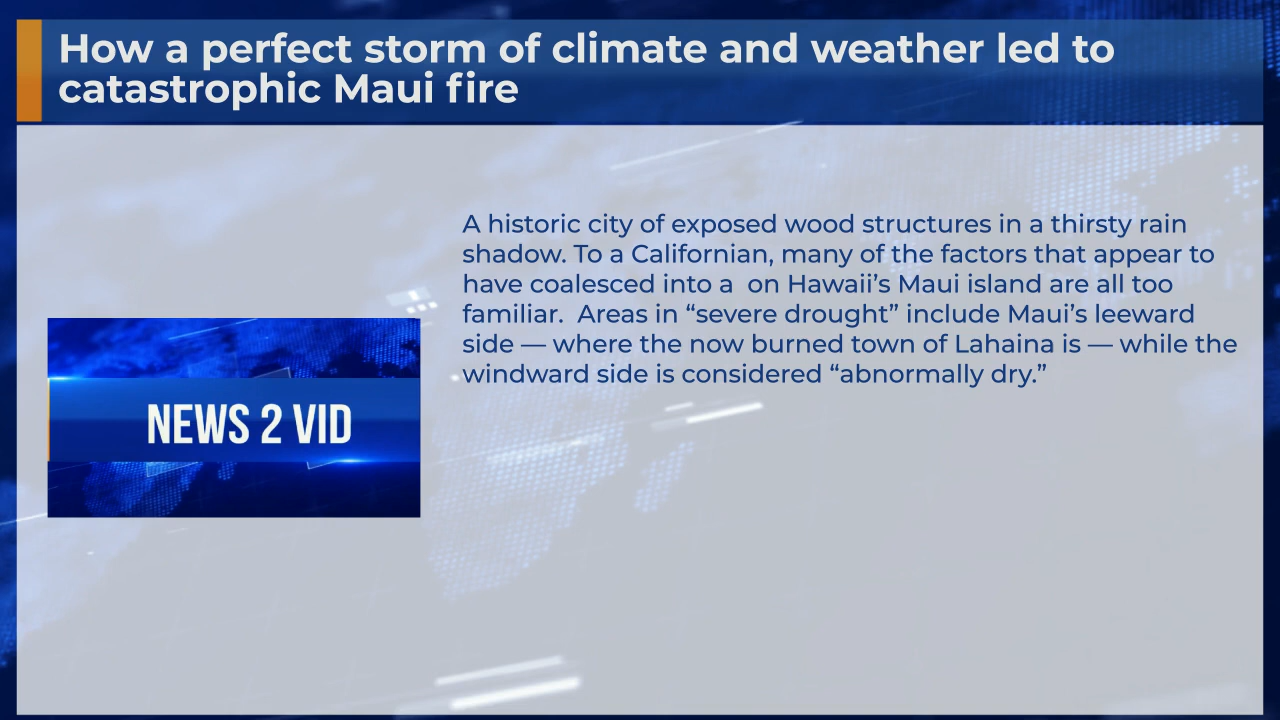 How a perfect storm of climate and weather led to
catastrophic Maui fire
A historic city of exposed wood structures in a thirsty rain
shadow. To a Californian, many of the factors that appear to
have coalesced into a  on Hawaii’s Maui island are all too
familiar.  Areas in “severe drought” include Maui’s leeward
side — where the now burned town of Lahaina is — while the
windward side is considered “abnormally dry.”
NEWS 2 VID